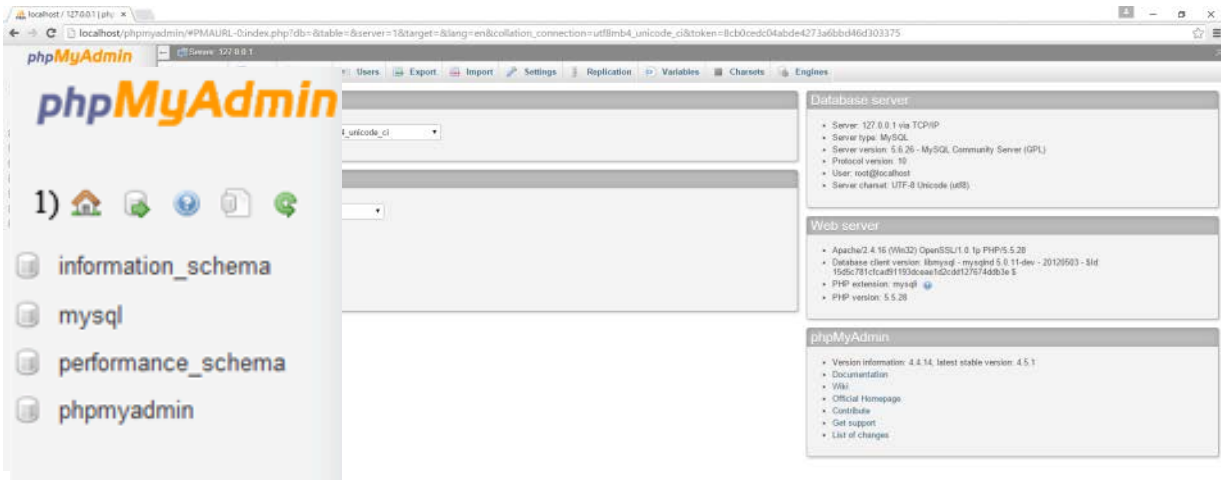 localhost / 127.0.0.1 | ph
localhost/phpmyadmin/#PMAURL-0:index.php?db=&table=&server=1&target=&lang=en&collation_connection=utf8mb4_unicode_ci&token=8cb0cedc04abde4273a6bbd46d303375
phpMyAdmin
Server: 127.0.0.1
Users Export Import Settings Replication Variables Charsets Engines
phpMyAdmin
1)
information_schema
mysql
performance_schema
phpmyadmin
4_unicode_ci
Database server
Server: 127.0.0.1 via TCP/IP
Server type: MySQL
Server version: 5.6.26 - MySQL Community Server (GPL)
Protocol version: 10
User: root@localhost
Server charset: UTF-8 Unicode (utf8)
Web server
Apache/2.4.16 (Win32) OpenSSL/1.0.1p PHP/5.5.28
Database client version: libmysql - mysqlnd 5.0.11-dev - 20120503 - $Id:
PHP extension: mysqli
PHP version: 5.5.28
phpMyAdmin
Version information: 4.4.14, latest stable version: 4.5.1
Documentation
Wiki
Official Homepage
Contribute
Get support
List of changes